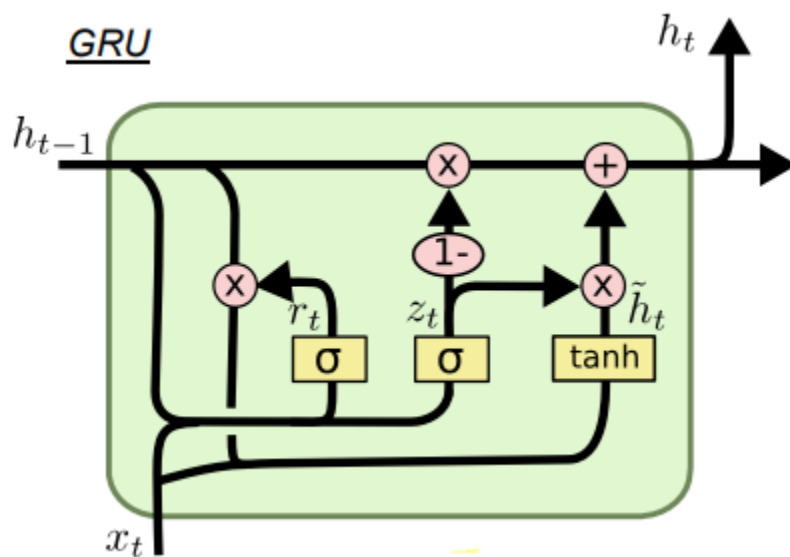 GRU
h_t
h_{t-1}
x +
1-
x x
r_t z_t h̃_t
σ σ tanh
x_t